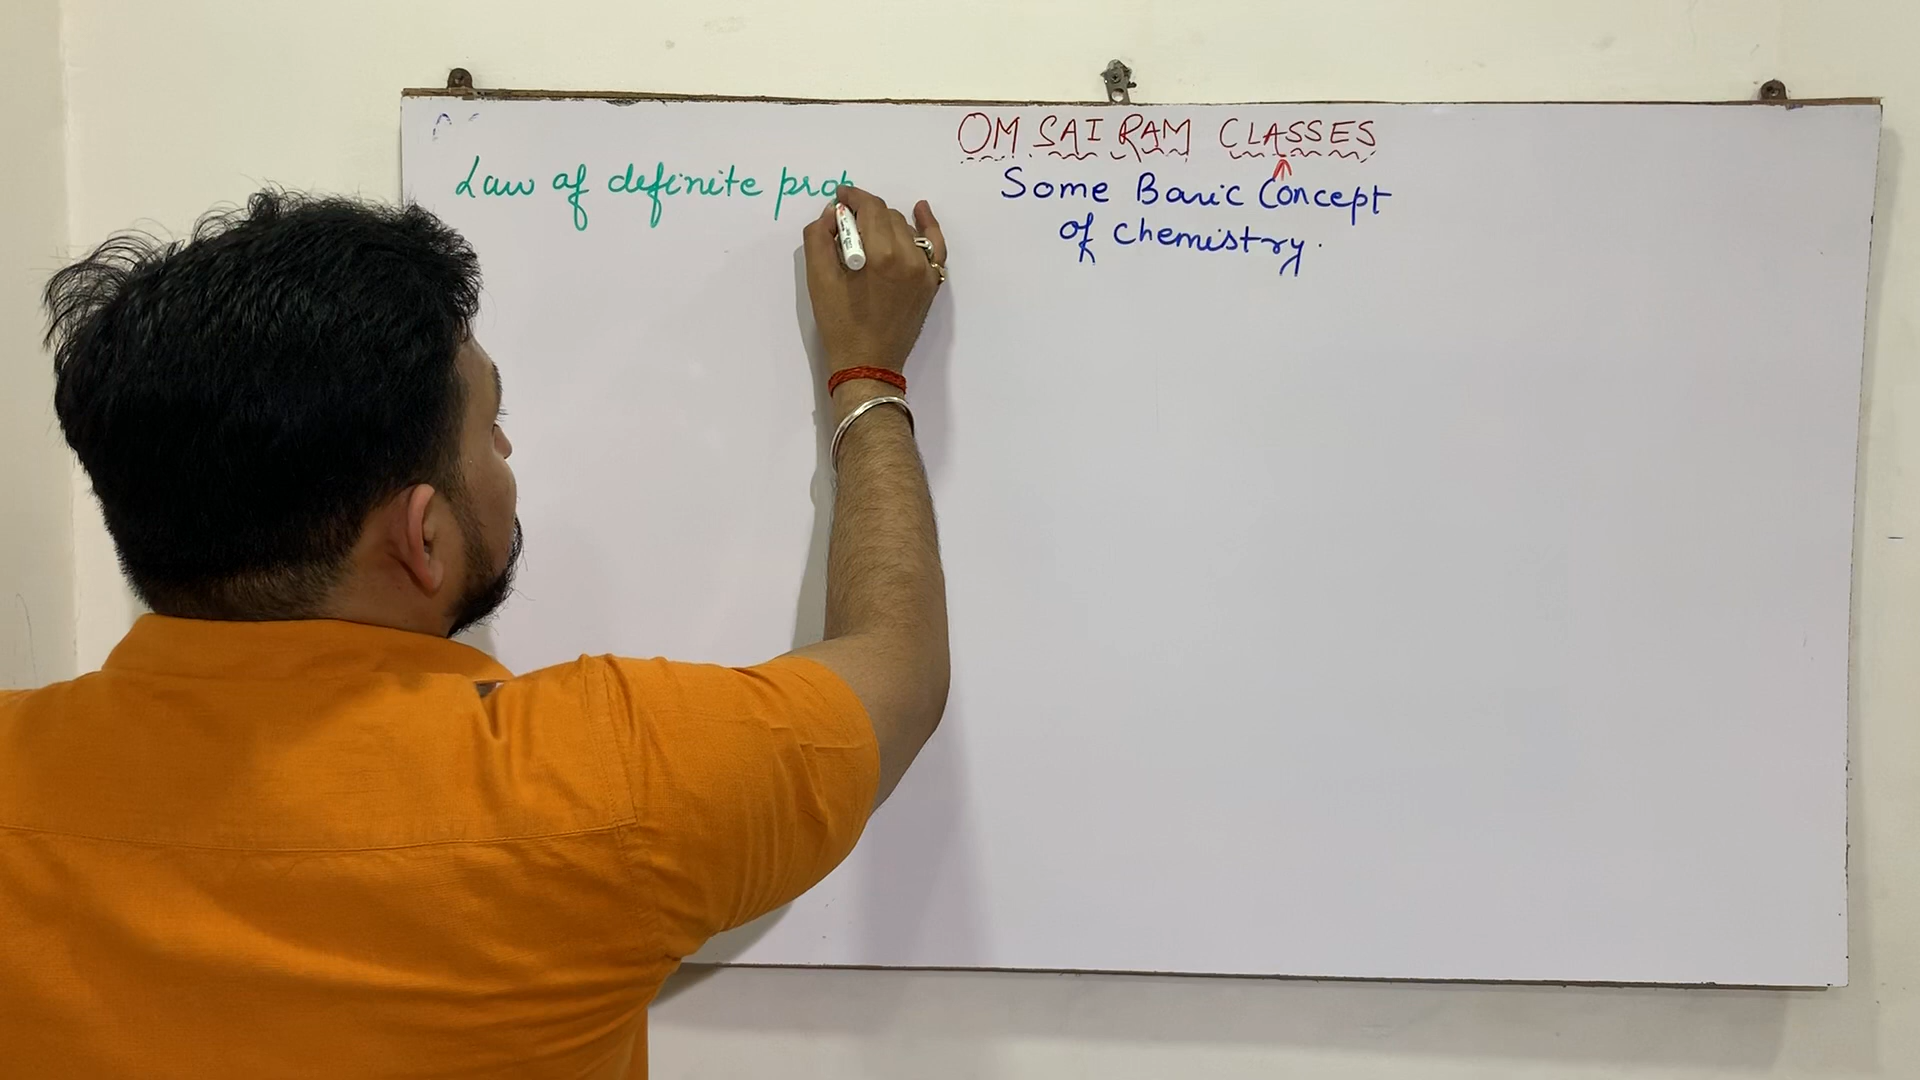 OM SAI RAM CLASSES
Law of definite prop
Some Basic Concept
of chemistry.